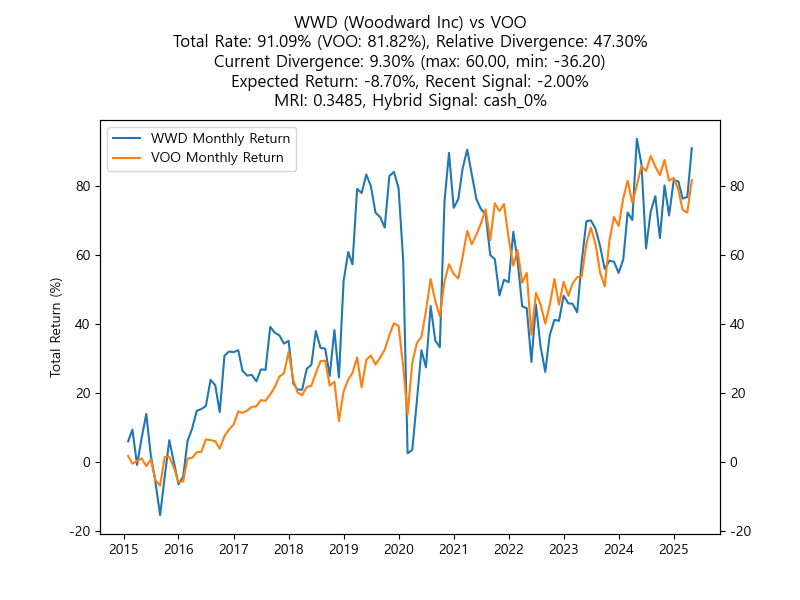 WWD (Woodward Inc) vs VOO
Total Rate: 91.09% (VOO: 81.82%), Relative Divergence: 47.30%
Current Divergence: 9.30% (max: 60.00, min: -36.20)
Expected Return: -8.70%, Recent Signal: -2.00%
MRI: 0.3485, Hybrid Signal: cash_0%
WWD Monthly Return
VOO Monthly Return
Total Return (%)
80
60
40
20
0
-20
80
60
40
20
0
-20
2015 2016 2017 2018 2019 2020 2021 2022 2023 2024 2025